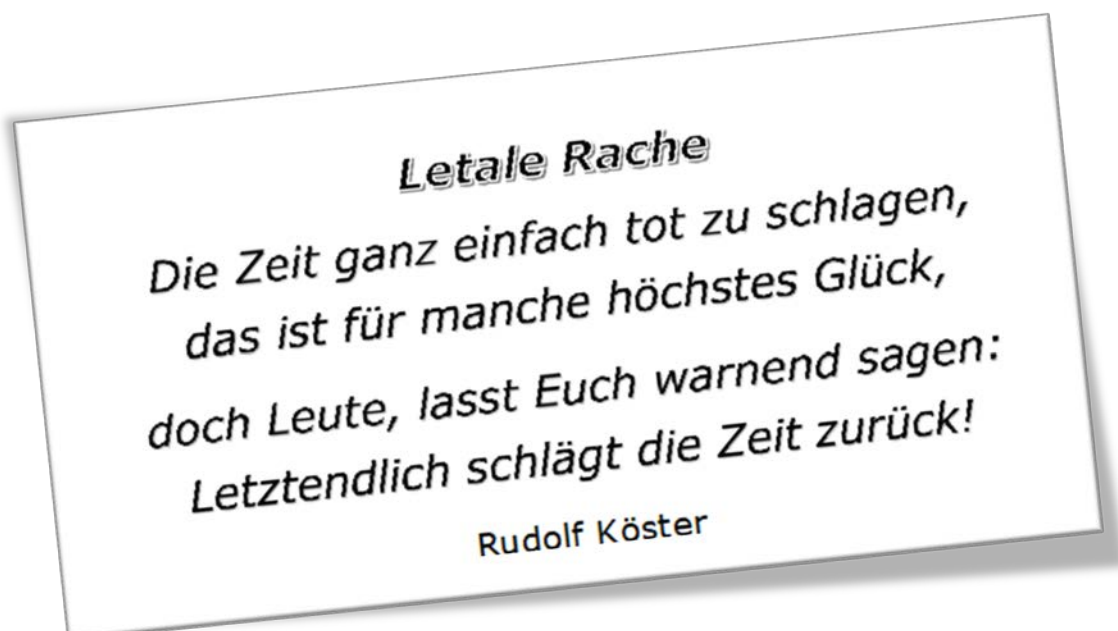 Letale Rache
Die Zeit ganz einfach tot zu schlagen,
das ist für manche höchstes Glück,
doch Leute, lasst Euch warnend sagen:
Letztendlich schlägt die Zeit zurück!
Rudolf Köster